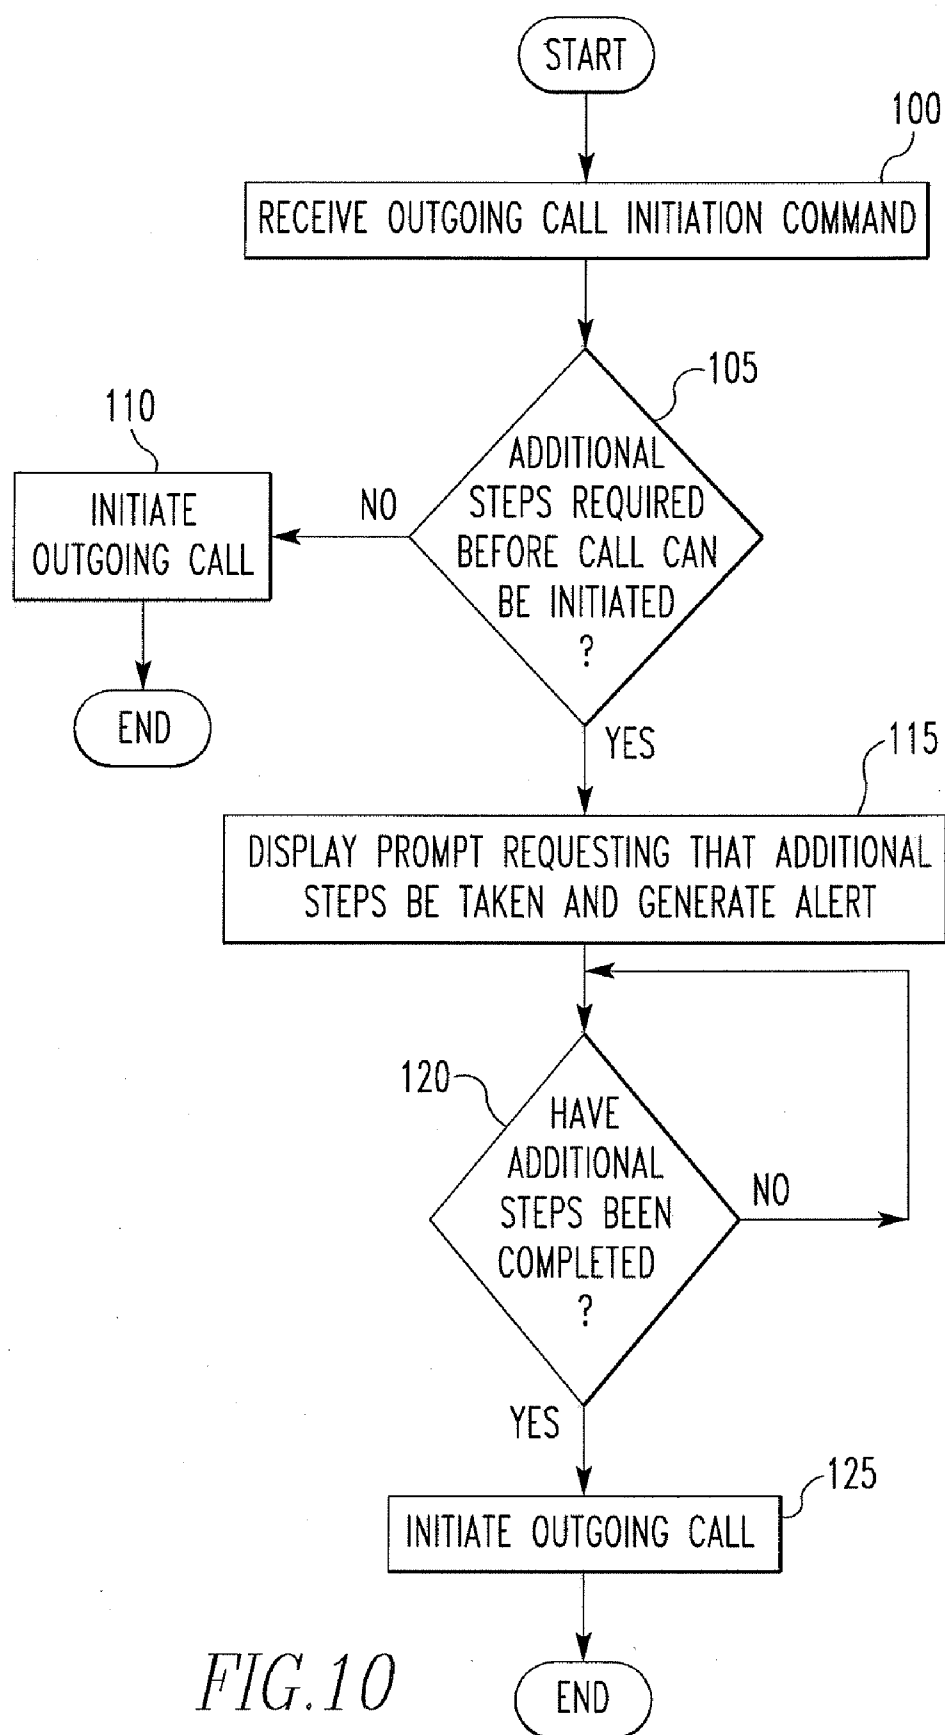 START
100
RECEIVE OUTGOING CALL INITIATION COMMAND
105
ADDITIONAL
STEPS REQUIRED
BEFORE CALL CAN
BE INITIATED
?
110
NO
INITIATE
OUTGOING CALL
END
YES
115
DISPLAY PROMPT REQUESTING THAT ADDITIONAL
STEPS BE TAKEN AND GENERATE ALERT
120
HAVE
ADDITIONAL
STEPS BEEN
COMPLETED
?
NO
YES
125
INITIATE OUTGOING CALL
END
FIG.10